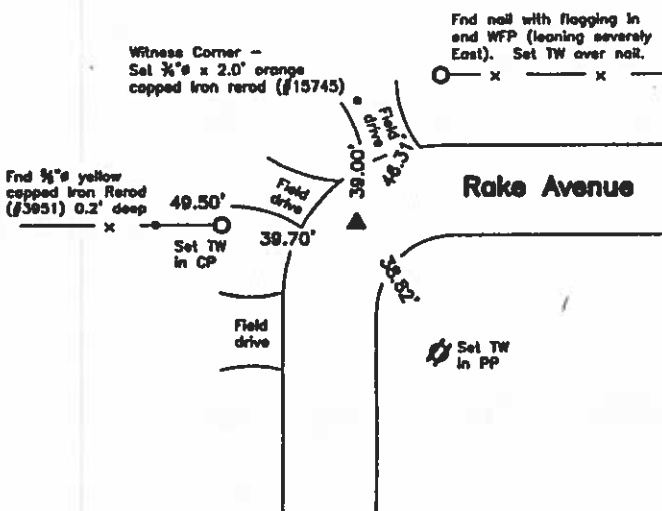 Fnd nail with flagging in
end WFP (leaning severely
East). Set TW over nail.
Witness Corner –
Set ⅝"ø x 2.0' orange
capped iron rerod (#15745)
Field
drive
39.00'
46.31'
Rake Avenue
Fnd ⅝"ø yellow
capped Iron Rerod
(#3951) 0.2' deep
49.50'
Field
drive
39.70'
Set TW
in CP
38.82'
Field
drive
Set TW
in PP